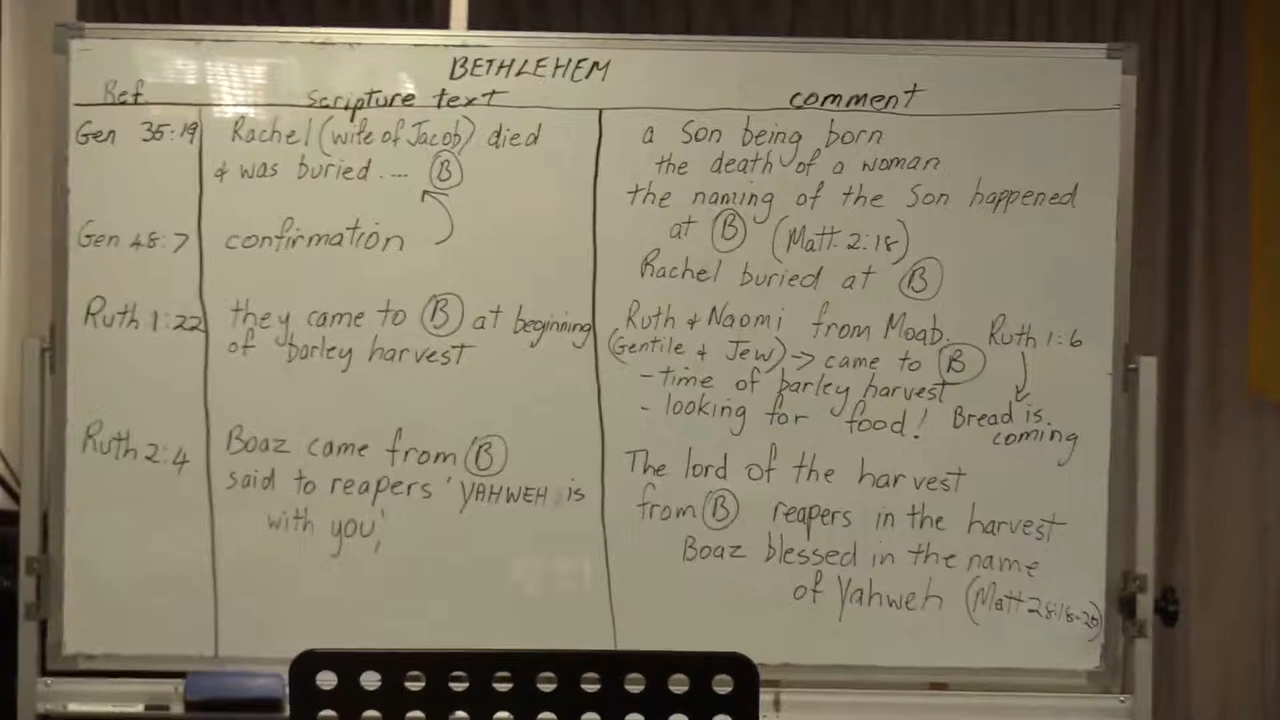 BETHLEHEM
Ref. Scripture text comment
Gen 35:19 Rachel (wife of Jacob) died
& was buried .... B
Gen 48:7 confirmation
Ruth 1:22 they came to B at beginning
of barley harvest
Ruth 2:4 Boaz came from B
said to reapers 'YAHWEH is
with you;
a Son being born
the death of a woman
the naming of the Son happened
at B (Matt. 2:18)
Rachel buried at B
Ruth & Naomi from Moab. Ruth 1:6
(Gentile & Jew) -> came to B
- time of barley harvest
- looking for food! Bread is.
coming
The lord of the harvest
from B reapers in the harvest
Boaz blessed in the name
of Yahweh (Matt 28:18-20)